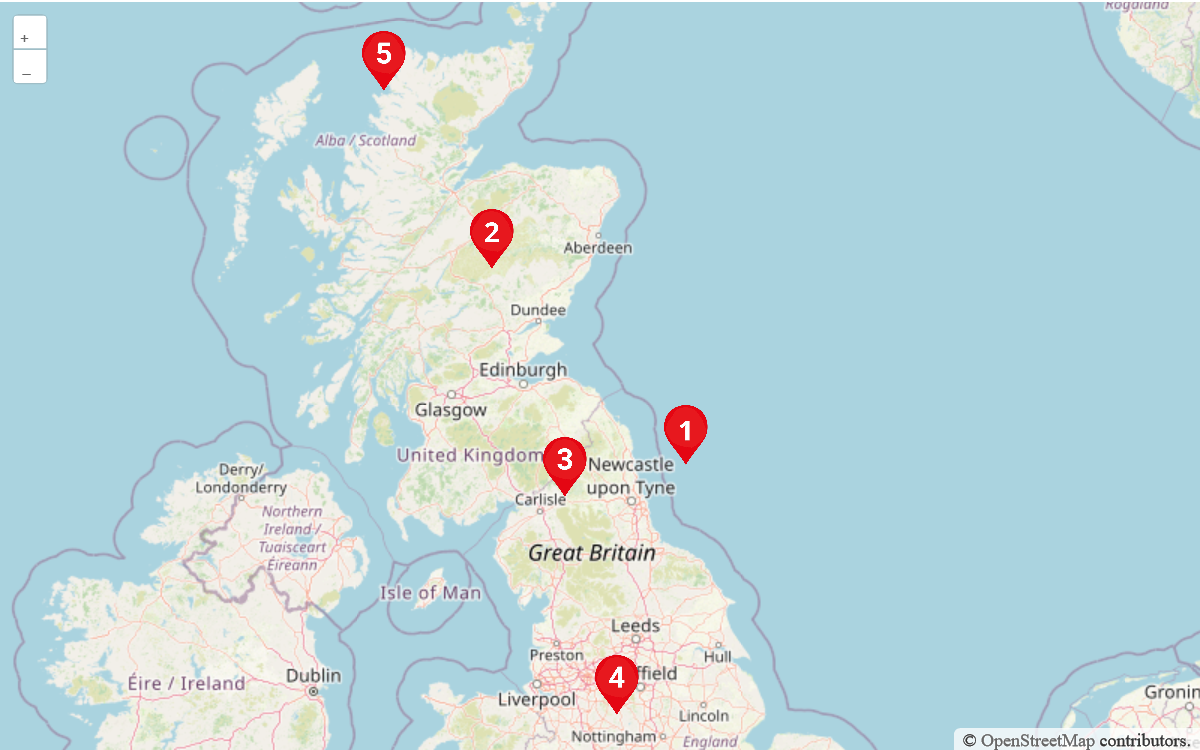 Rogaland
+
–
5
Alba / Scotland
2
Aberdeen
Dundee
Edinburgh
Glasgow
1
United Kingdom
3
Newcastle
upon Tyne
Derry/
Londonderry
Carlisle
Northern
Ireland /
Tuaisceart
Éireann
Great Britain
Isle of Man
Leeds
Preston
Hull
Dublin
4
ffield
Éire / Ireland
Liverpool
Gronin
Lincoln
Nottingham
England
© OpenStreetMap contributors.